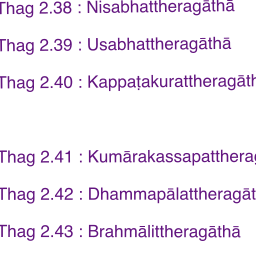 Thag 2.38 : Nisabhattheragāthā
Thag 2.39 : Usabhattheragāthā
Thag 2.40 : Kappaṭakurattheragāth
Thag 2.41 : Kumārakassapattherag
Thag 2.42 : Dhammapālattheragāt
Thag 2.43 : Brahmālittheragāthā